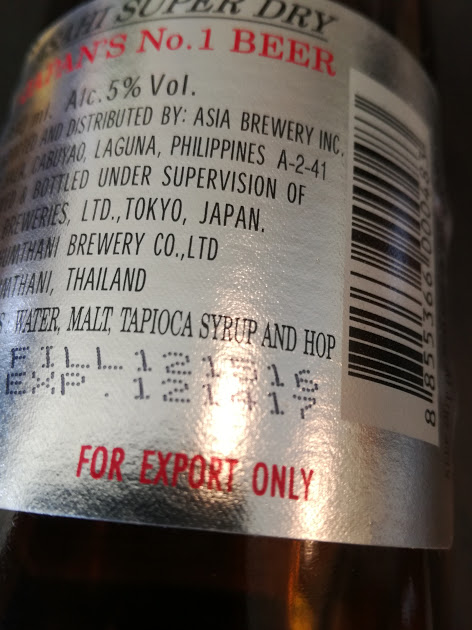 SUPER DRY
JAPAN'S No.1 BEER
ml. Alc.5% Vol.
AND DISTRIBUTED BY: ASIA BREWERY INC.
CABUYAO, LAGUNA, PHILIPPINES A-2-41
BOTTLED UNDER SUPERVISION OF
BREWERIES, LTD.,TOKYO, JAPAN.
BREWERY CO.,LTD
THANI, THAILAND
WATER, MALT, TAPIOCA SYRUP AND HOP
FILL 121516
EXP. 121417
FOR EXPORT ONLY